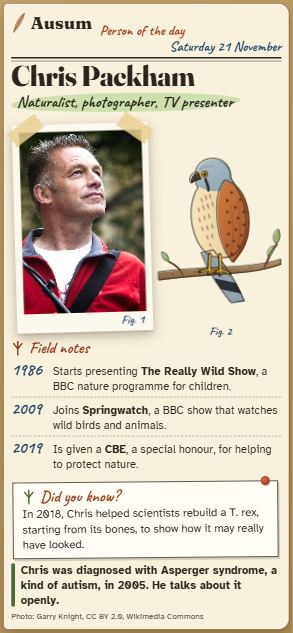 Ausum
Person of the day
Saturday 21 November
Chris Packham
Naturalist, photographer, TV presenter
Fig. 1
Fig. 2
Field notes
1986 Starts presenting The Really Wild Show, a
BBC nature programme for children.
2009 Joins Springwatch, a BBC show that watches
wild birds and animals.
2019 Is given a CBE, a special honour, for helping
to protect nature.
Did you know?
In 2018, Chris helped scientists rebuild a T. rex,
starting from its bones, to show how it may really
have looked.
Chris was diagnosed with Asperger syndrome, a
kind of autism, in 2005. He talks about it
openly.
Photo: Garry Knight, CC BY 2.0, Wikimedia Commons